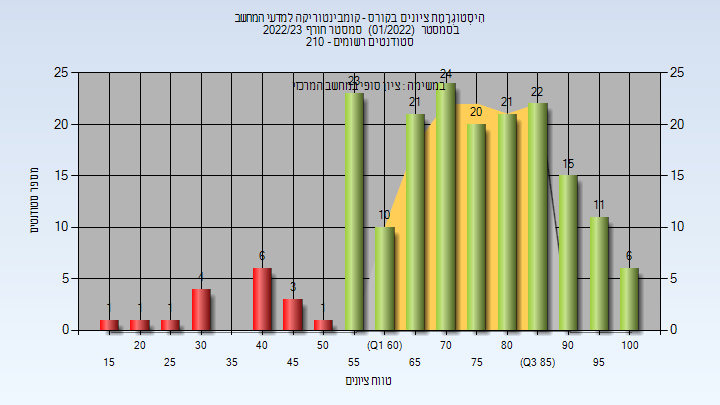 היסטוגרמת ציונים בקורס - קומבינטוריקה למדעי המחשב
בסמסטר (01/2022) סמסטר חורף 2022/23
סטודנטים רשומים - 210
במשימה : ציון סופי במחשב המרכזי
25 25
20 20
15 15
10 10
5 5
0 0
מספר סטודנטים
1 1 1 4 6 3 1 23 10 21 24 20 21 22 15 11 6
20 30 40 50 (Q1 60) 70 80 90 100
15 25 35 45 55 65 75 (Q3 85) 95
טווח ציונים